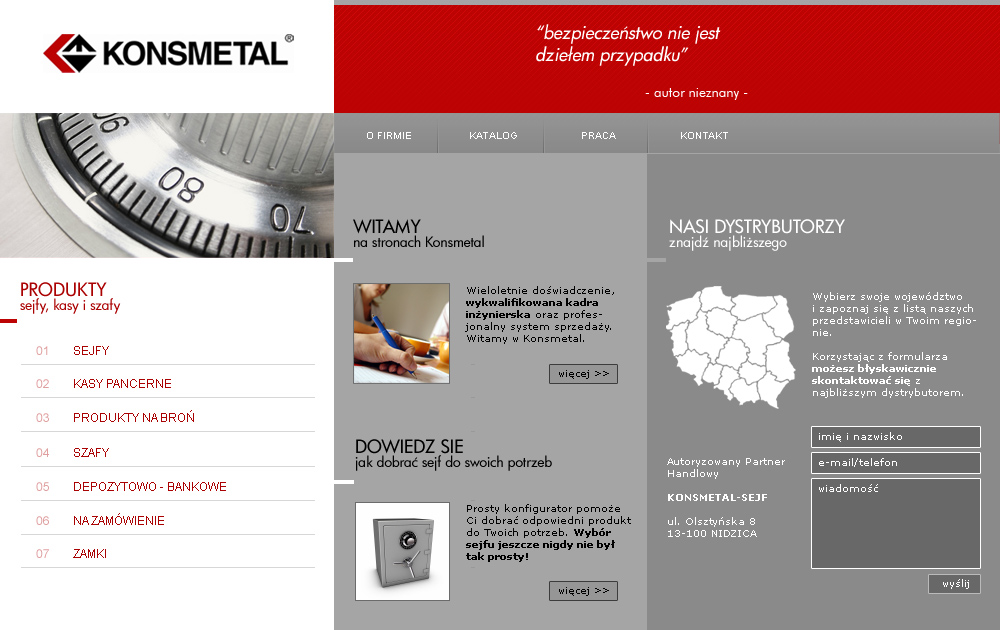 KONSMETAL®
“bezpieczeństwo nie jest
dziełem przypadku”
- autor nieznany -
O FIRMIE
KATALOG
PRACA
KONTAKT
90
80
70
PRODUKTY
sejfy, kasy i szafy
01 SEJFY
02 KASY PANCERNE
03 PRODUKTY NA BROŃ
04 SZAFY
05 DEPOZYTOWO - BANKOWE
06 NA ZAMÓWIENIE
07 ZAMKI
WITAMY
na stronach Konsmetal
Wieloletnie doświadczenie,
wykwalifikowana kadra
inżynierska oraz profes-
jonalny system sprzedaży.
Witamy w Konsmetal.
więcej >>
DOWIEDZ SIE
jak dobrać sejf do swoich potrzeb
Prosty konfigurator pomoże
Ci dobrać odpowiedni produkt
do Twoich potrzeb. Wybór
sejfu jeszcze nigdy nie był
tak prosty!
więcej >>
NASI DYSTRYBUTORZY
znajdź najbliższego
Wybierz swoje województwo
i zapoznaj się z listą naszych
przedstawicieli w Twoim regio-
nie.
Korzystając z formularza
możesz błyskawicznie
skontaktować się z
najbliższym dystrybutorem.
Autoryzowany Partner
Handlowy
KONSMETAL-SEJF
ul. Olsztyńska 8
13-100 NIDZICA
imię i nazwisko
e-mail/telefon
wiadomość
wyślij